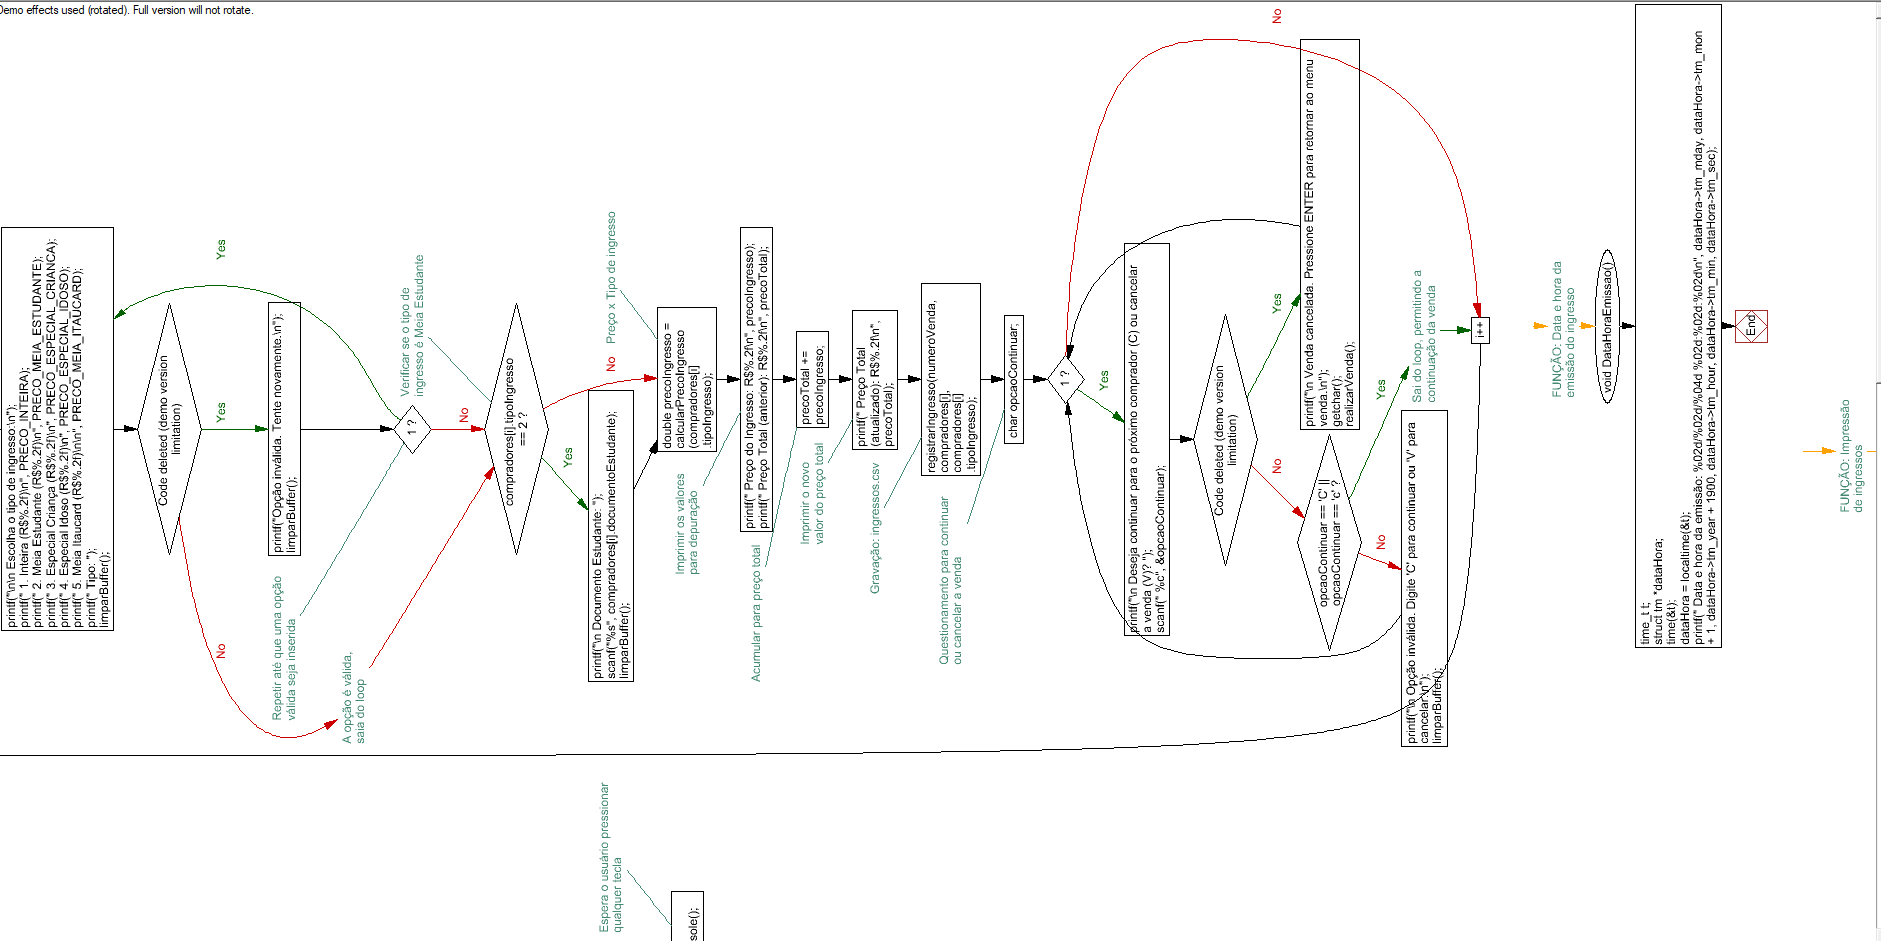 Demo effects used (rotated). Full version will not rotate.
printf("\n\n Escolha o tipo de ingresso:\n");
printf(" 1. Inteira (R$%.2f)\n", PRECO_INTEIRA);
printf(" 2. Meia Estudante (R$%.2f)\n", PRECO_MEIA_ESTUDANTE);
printf(" 3. Especial Criança (R$%.2f)\n", PRECO_ESPECIAL_CRIANCA);
printf(" 4. Especial Idoso (R$%.2f)\n", PRECO_ESPECIAL_IDOSO);
printf(" 5. Meia Itaucard (R$%.2f)\n\n", PRECO_MEIA_ITAUCARD);
printf(" Tipo: ");
limparBuffer();
Code deleted (demo version
limitation)
Yes
Yes
No
printf("Opção inválida. Tente novamente.\n");
limparBuffer();
Repetir até que uma opção
válida seja inserida
A opção é válida,
saia do loop
1 ?
No
Verificar se o tipo de
ingresso é Meia Estudante
compradores[i].tipoIngresso
== 2 ?
Yes
No
printf("\n Documento Estudante: ");
scanf("%s", compradores[i].documentoEstudante);
limparBuffer();
Preço x Tipo de ingresso
double precoIngresso =
calcularPrecoIngresso
(compradores[i]
.tipoIngresso);
Imprimir os valores
para depuração
printf(" Preço do Ingresso: R$%.2f\n", precoIngresso);
printf(" Preço Total (anterior): R$%.2f\n", precoTotal);
Acumular para preço total
precoTotal +=
precoIngresso;
Imprimir o novo
valor do preço total
printf(" Preço Total
(atualizado): R$%.2f\n",
precoTotal);
Gravação: ingressos.csv
registrarIngresso(numeroVenda,
compradores[i],
compradores[i]
.tipoIngresso);
Questionamento para continuar
ou cancelar a venda
char opcaoContinuar;
1 ?
Yes
No
printf("\n Deseja continuar para o próximo comprador (C) ou cancelar
a venda (V)? ");
scanf(" %c", &opcaoContinuar);
Code deleted (demo version
limitation)
Yes
No
printf("\n Venda cancelada. Pressione ENTER para retornar ao menu
venda.\n");
getchar();
realizarVenda();
opcaoContinuar == 'C' ||
opcaoContinuar == 'c' ?
Yes
No
printf("\n Opção inválida. Digite 'C' para continuar ou 'V' para
cancelar.\n");
limparBuffer();
Sai do loop, permitindo a
continuação da venda
i++
FUNÇÃO: Data e hora da
emissão do ingresso
void DataHoraEmissão()
time_t t;
struct tm *dataHora;
time(&t);
dataHora = localtime(&t);
printf(" Data e hora da emissão: %02d/%02d/%04d %02d:%02d:%02d\n", dataHora->tm_mday, dataHora->tm_mon
+ 1, dataHora->tm_year + 1900, dataHora->tm_hour, dataHora->tm_min, dataHora->tm_sec);
End
FUNÇÃO: Impressão
de ingressos
Espera o usuário pressionar
qualquer tecla
sole();